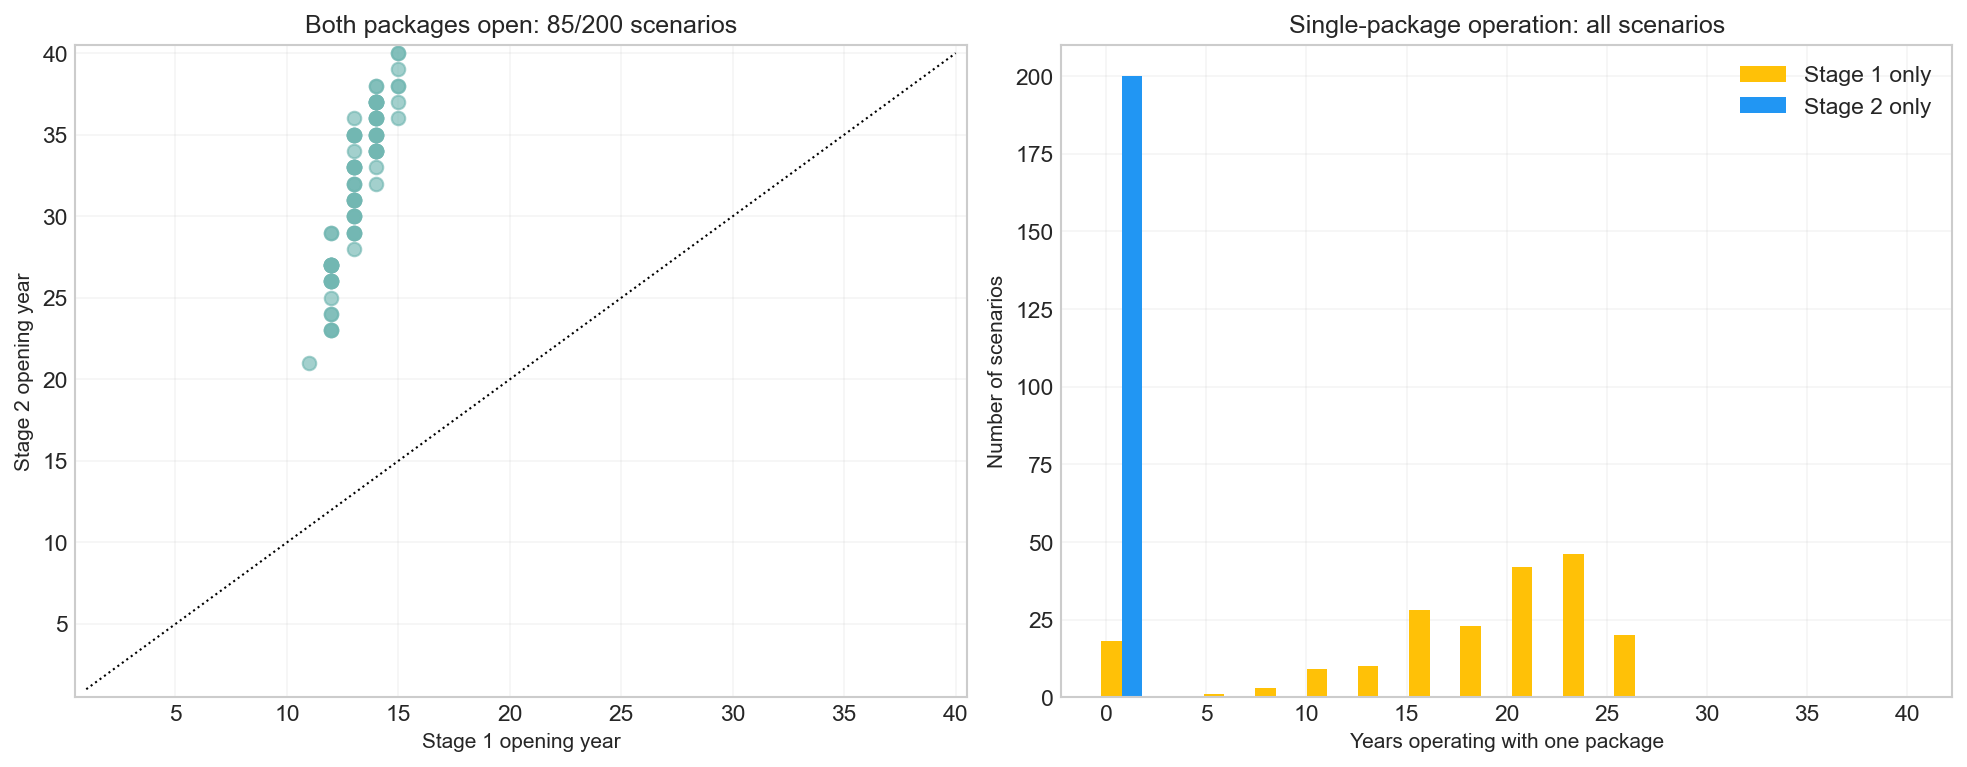 Both packages open: 85/200 scenarios
40
35
30
25
20
15
10
5
Stage 2 opening year
5 10 15 20 25 30 35 40
Stage 1 opening year
Single-package operation: all scenarios
Stage 1 only
Stage 2 only
200
175
150
125
100
75
50
25
0
Number of scenarios
0 5 10 15 20 25 30 35 40
Years operating with one package